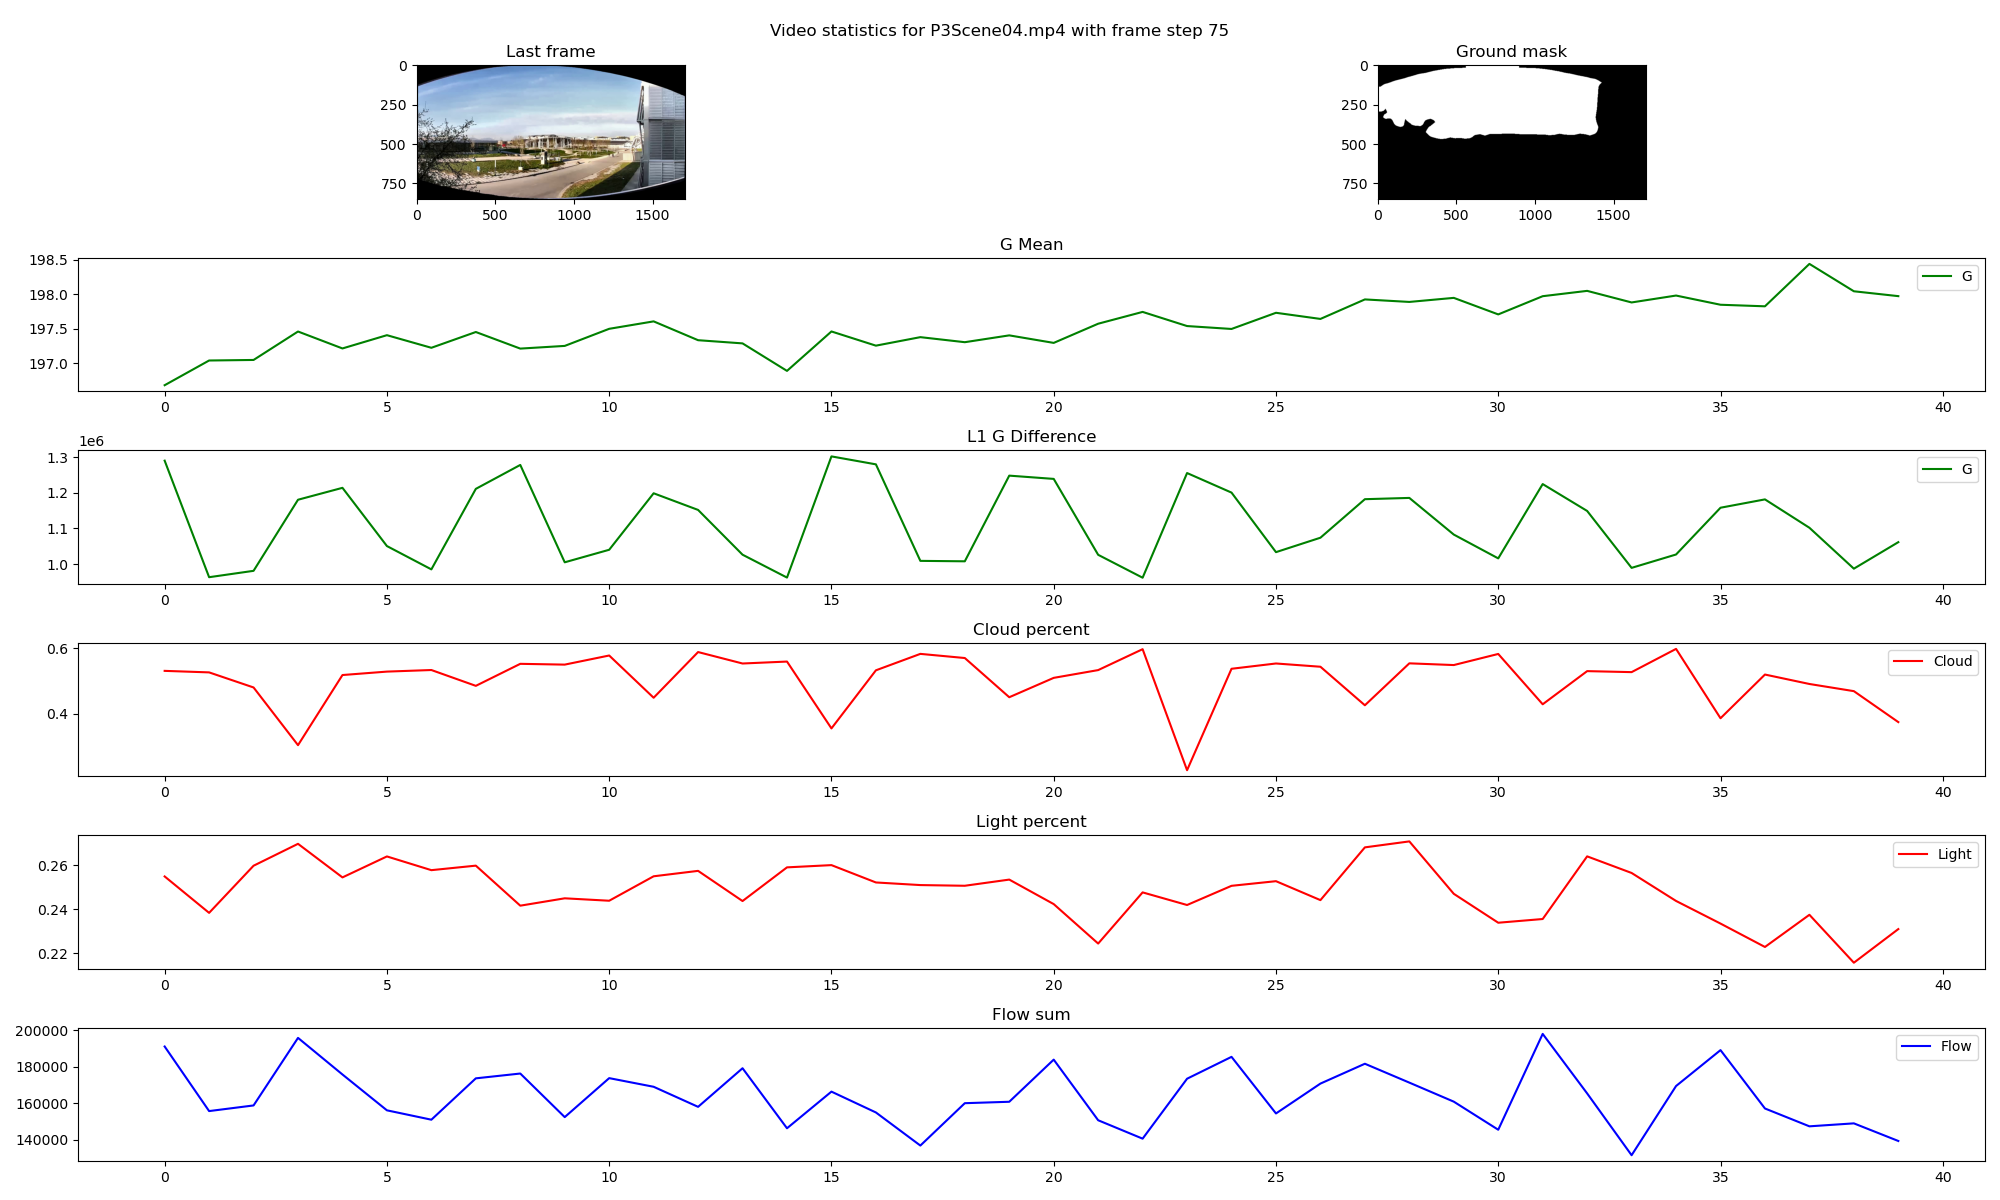 Video statistics for P3Scene04.mp4 with frame step 75
Last frame
0
250
500
750
0 500 1000 1500
Ground mask
0
250
500
750
0 500 1000 1500
G Mean
198.5
198.0
197.5
197.0
G
0 5 10 15 20 25 30 35 40
L1 G Difference
1e6
1.3
1.2
1.1
1.0
G
0 5 10 15 20 25 30 35 40
Cloud percent
0.6
0.4
Cloud
0 5 10 15 20 25 30 35 40
Light percent
0.26
0.24
0.22
Light
0 5 10 15 20 25 30 35 40
Flow sum
200000
180000
160000
140000
Flow
0 5 10 15 20 25 30 35 40